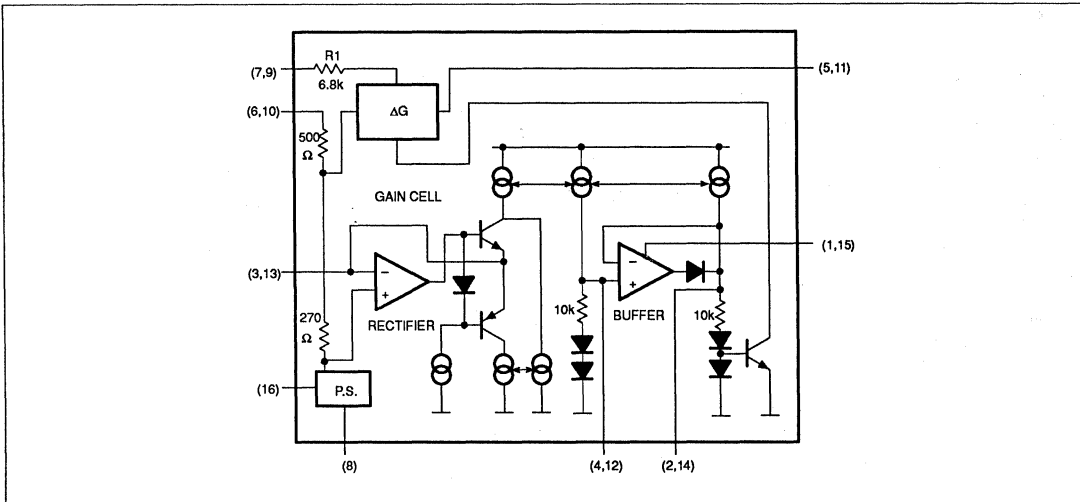 R1
(7,9)
6.8k
(5,11)
ΔG
(6,10)
500
Ω
GAIN CELL
(3,13)
−
+
RECTIFIER
−
+
BUFFER
(1,15)
10k
10k
270
Ω
(16)
P.S.
(8)
(4,12)
(2,14)